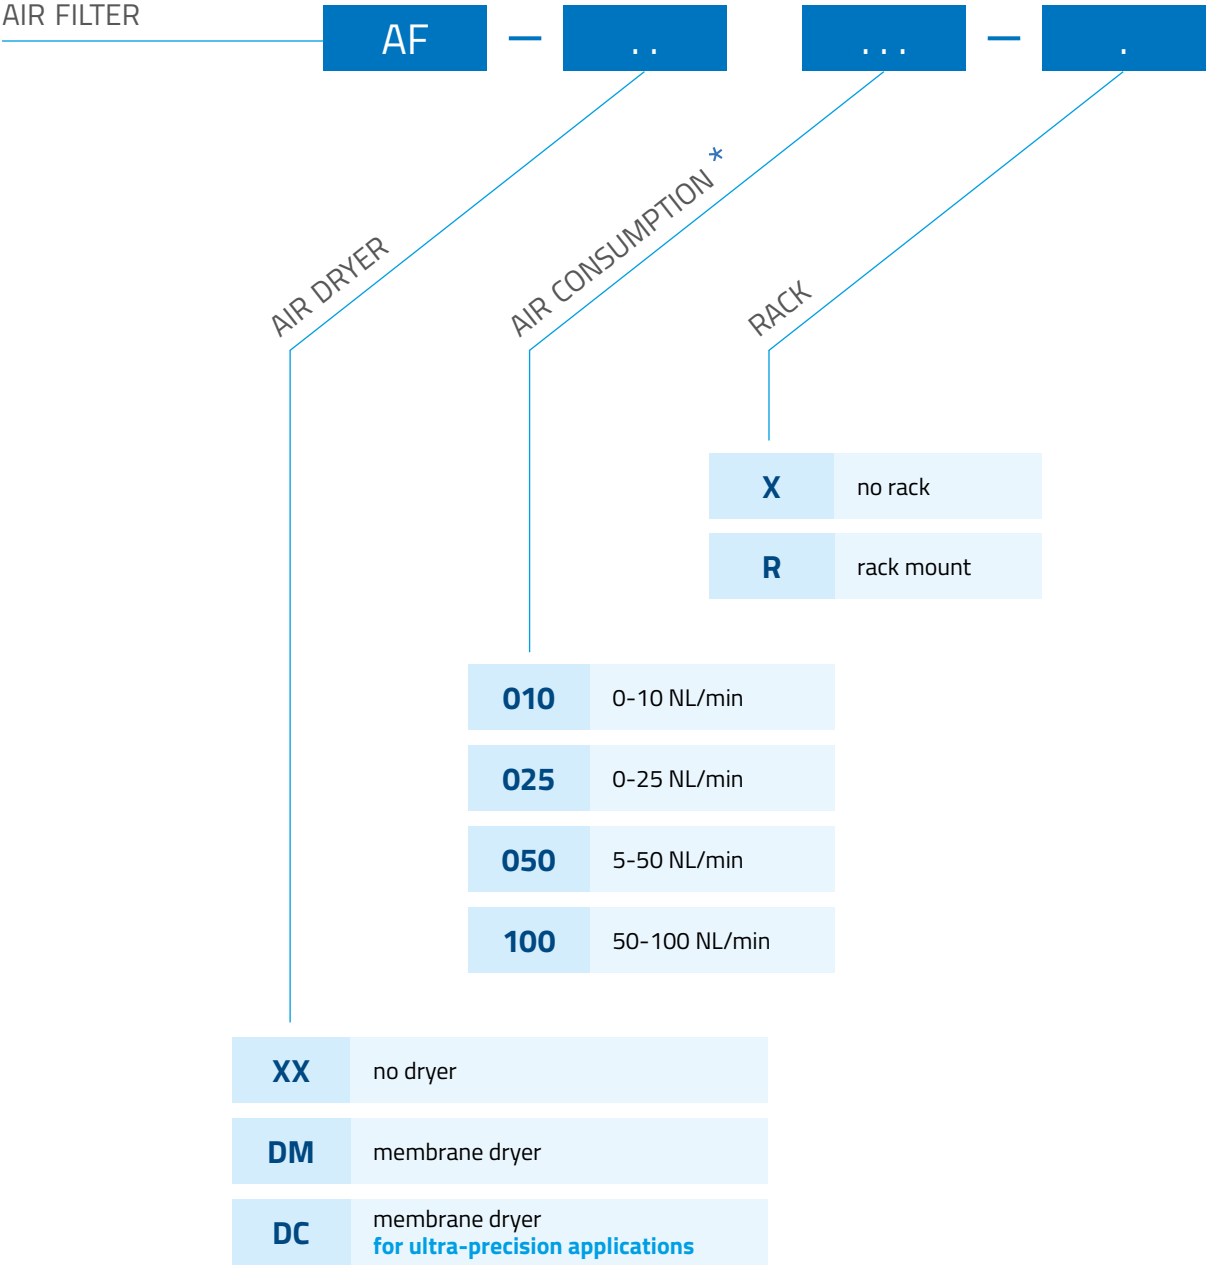 AIR FILTER
AF – . . . . . – .
AIR DRYER
AIR CONSUMPTION *
RACK
X no rack
R rack mount
010 0-10 NL/min
025 0-25 NL/min
050 5-50 NL/min
100 50-100 NL/min
XX no dryer
DM membrane dryer
DC membrane dryer
for ultra-precision applications